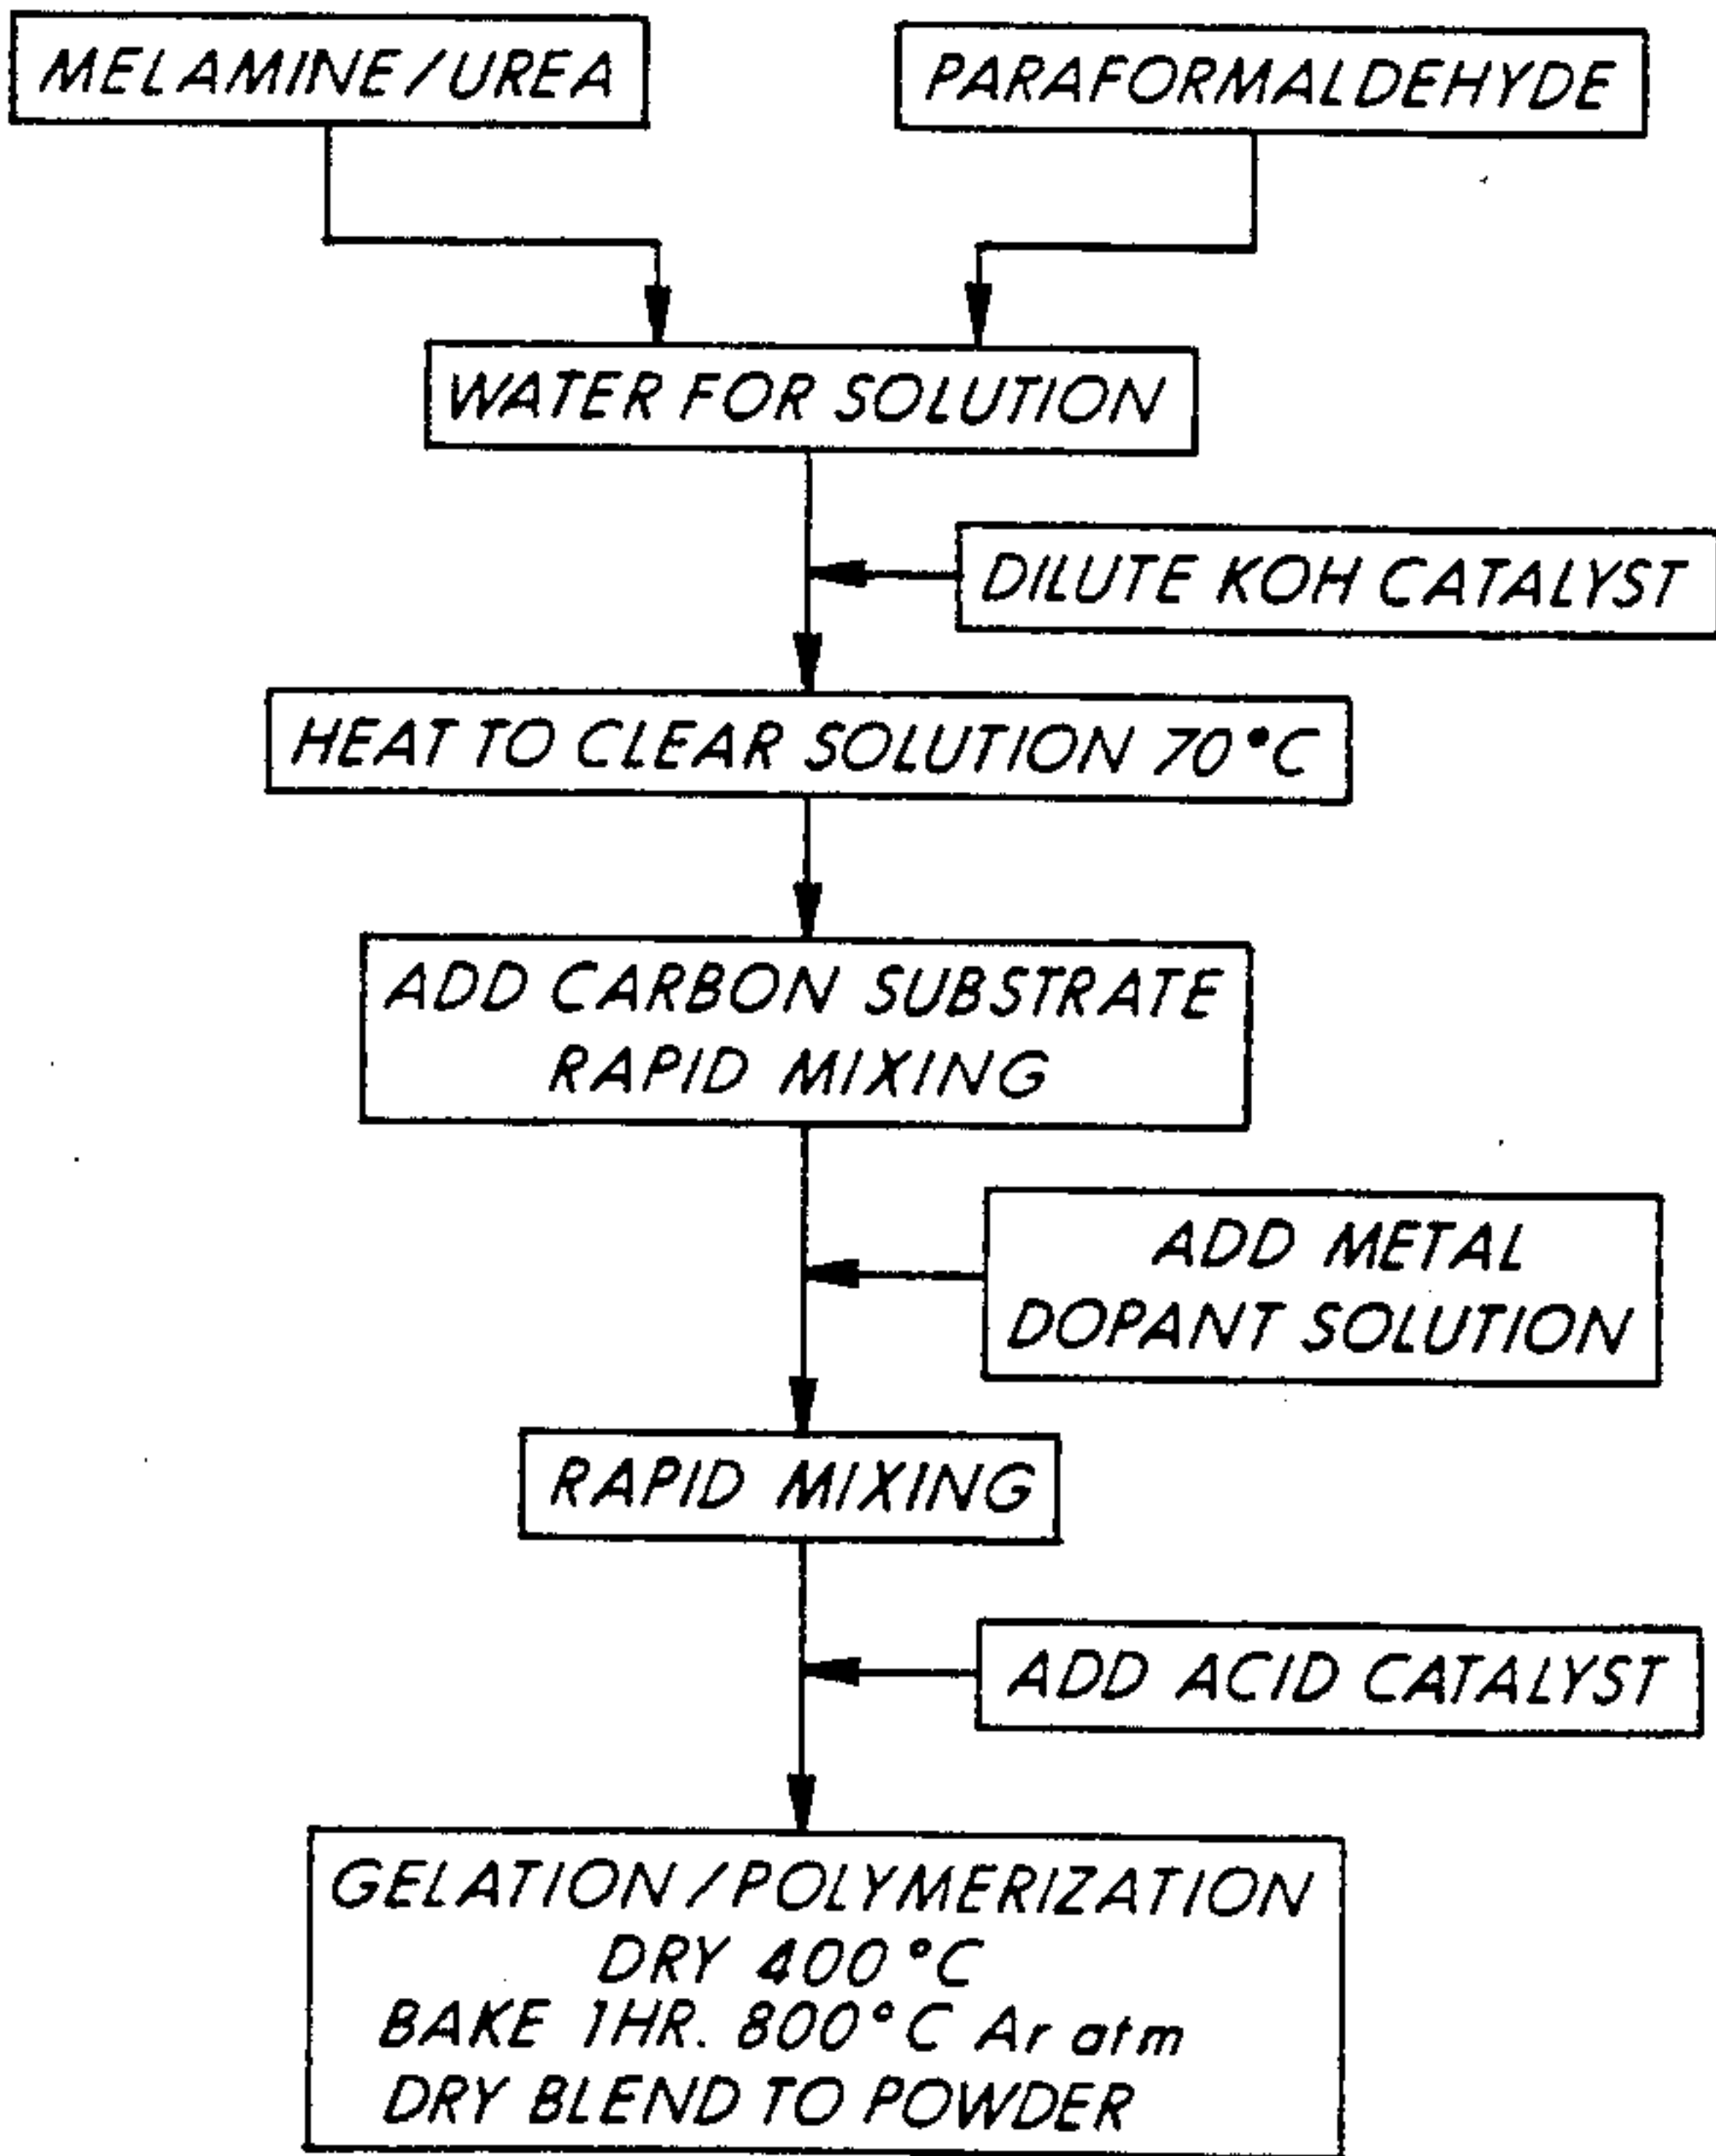 MELAMINE/UREA
PARAFORMALDEHYDE
WATER FOR SOLUTION
DILUTE KOH CATALYST
HEAT TO CLEAR SOLUTION 70°C
ADD CARBON SUBSTRATE
RAPID MIXING
ADD METAL
DOPANT SOLUTION
RAPID MIXING
ADD ACID CATALYST
GELATION/POLYMERIZATION
DRY 400°C
BAKE 1HR. 800°C Ar atm
DRY BLEND TO POWDER